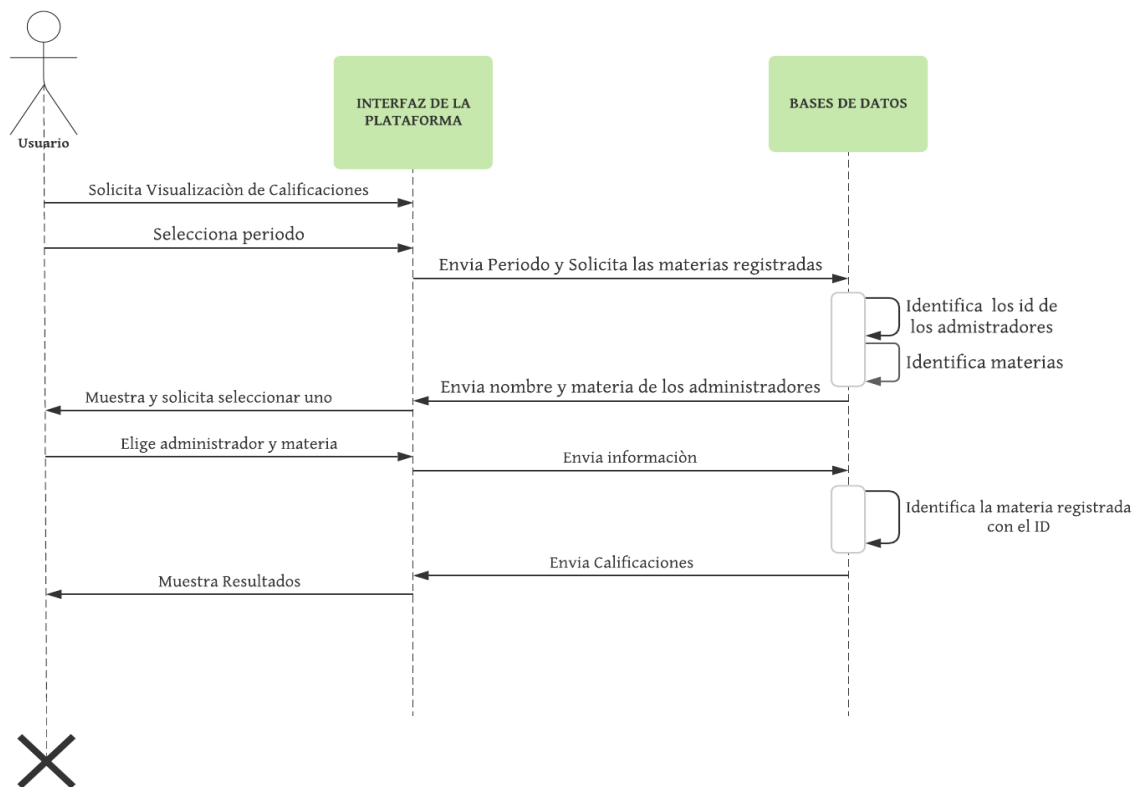 INTERFAZ DE LA
PLATAFORMA
BASES DE DATOS
Usuario
Solicita Visualizaciòn de Calificaciones
Selecciona periodo
Envia Periodo y Solicita las materias registradas
Identifica los id de
los admistradores
Identifica materias
Envia nombre y materia de los administradores
Muestra y solicita seleccionar uno
Elige administrador y materia
Envia informaciòn
Identifica la materia registrada
con el ID
Envia Calificaciones
Muestra Resultados